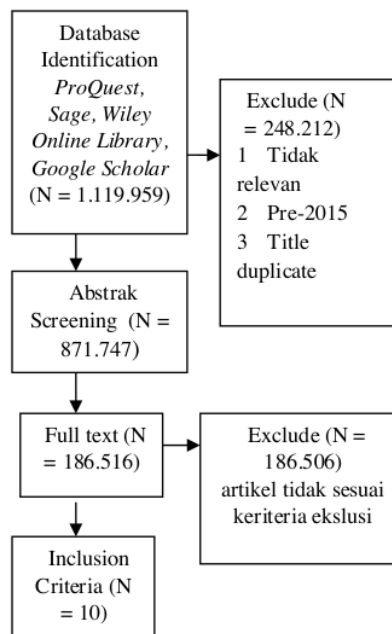 Database
Identification
ProQuest,
Sage, Wiley
Online Library,
Google Scholar
(N = 1.119.959)
Exclude (N
= 248.212)
1 Tidak
relevan
2 Pre-2015
3 Title
duplicate
Abstrak
Screening (N =
871.747)
Full text (N
= 186.516)
Exclude (N =
186.506)
artikel tidak sesuai
keriteria ekslusi
Inclusion
Criteria (N
= 10)